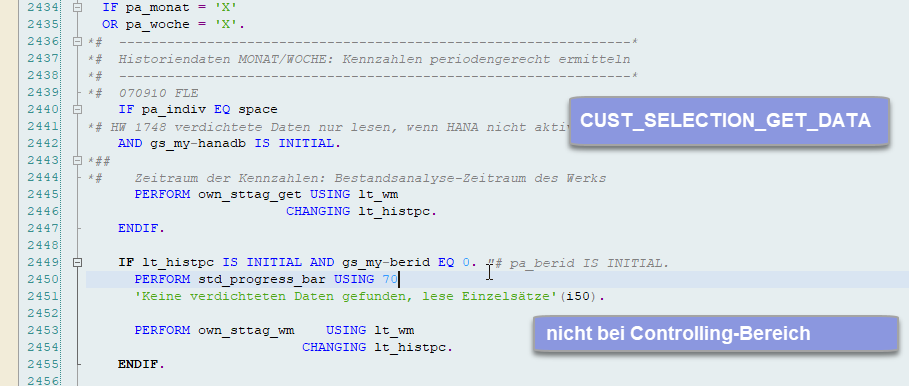 2434 IF pa_monat = 'X'
2435 OR pa_woche = 'X'.
2436 *# ----------------------------------------------------------------*
2437 *# Historiendaten MONAT/WOCHE: Kennzahlen periodengerecht ermitteln
2438 *# ----------------------------------------------------------------*
2439 *# 070910 FLE
2440 IF pa_indiv EQ space
CUST_SELECTION_GET_DATA
2441 *# HW 1748 verdichtete Daten nur lesen, wenn HANA nicht
2442 AND gs_my-hanadb IS INITIAL.
2443 *##
2444 *# Zeitraum der Kennzahlen: Bestandsanalyse-Zeitraum des Werks
2445 PERFORM own_sttag_get USING lt_wm
2446 CHANGING lt_histpc.
2447 ENDIF.
2448
2449 IF lt_histpc IS INITIAL AND gs_my-berid EQ 0. "# pa_berid IS INITIAL.
2450 PERFORM std_progress_bar USING 70
2451 'Keine verdichteten Daten gefunden, lese Einzelsätze'(i50).
2452
2453 PERFORM own_sttag_wm USING lt_wm
nicht bei Controlling-Bereich
2454 CHANGING lt_histpc.
2455 ENDIF.
2456